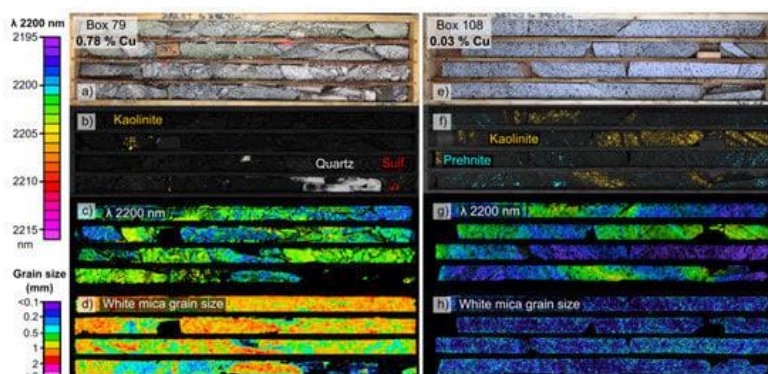 λ 2200 nm
2195
2200
2205
2210
2215
nm
Grain size
(mm)
<0.1
0.2
0.5
1
2
Box 79
0.78 % Cu
a)
b)
Kaolinite
Quartz
Sulf.
c)
λ 2200 nm
d)
White mica grain size
Box 108
0.03 % Cu
e)
f)
Kaolinite
Prehnite
g)
λ 2200 nm
h)
White mica grain size